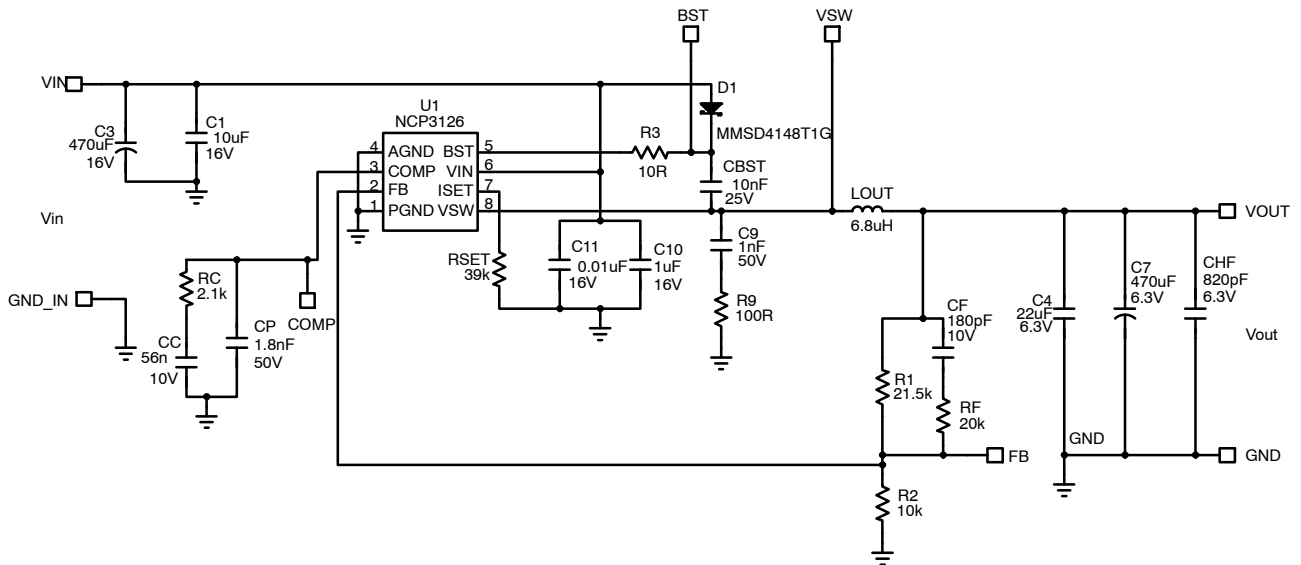 BST
VSW
VIN
D1
U1
NCP3126
C3
470uF
16V
C1
10uF
16V
MMSD4148T1G
R3
10R
4 AGND BST 5
3 COMP VIN 6
2 FB ISET 7
1 PGND VSW 8
CBST
10nF
25V
LOUT
6.8uH
VOUT
Vin
C9
1nF
50V
C11
0.01uF
16V
C10
1uF
16V
RSET
39k
RC
2.1k
GND_IN
COMP
R9
100R
CC
56n
10V
CP
1.8nF
50V
CF
180pF
10V
C4
22uF
6.3V
C7
470uF
6.3V
CHF
820pF
6.3V
Vout
R1
21.5k
RF
20k
GND
FB
GND
R2
10k